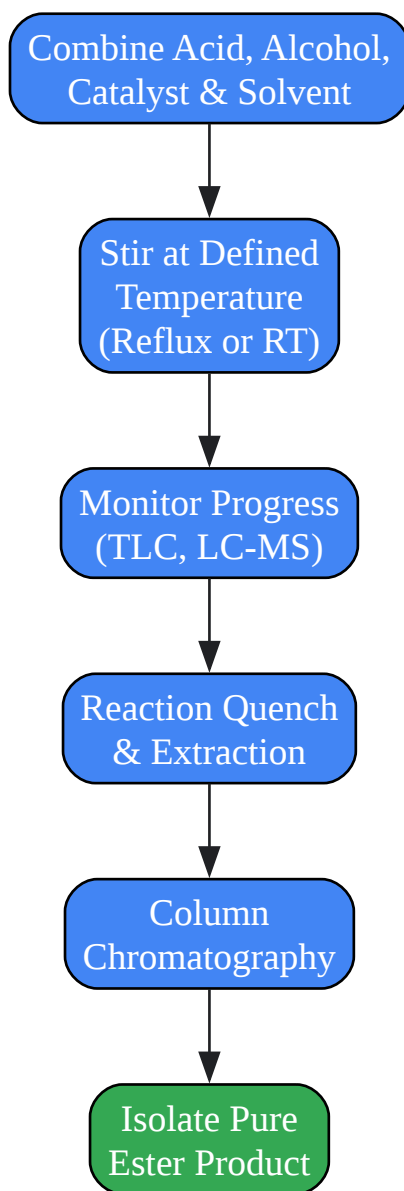 Combine Acid, Alcohol,
Catalyst & Solvent
Stir at Defined
Temperature
(Reflux or RT)
Monitor Progress
(TLC, LC-MS)
Reaction Quench
& Extraction
Column
Chromatography
Isolate Pure
Ester Product